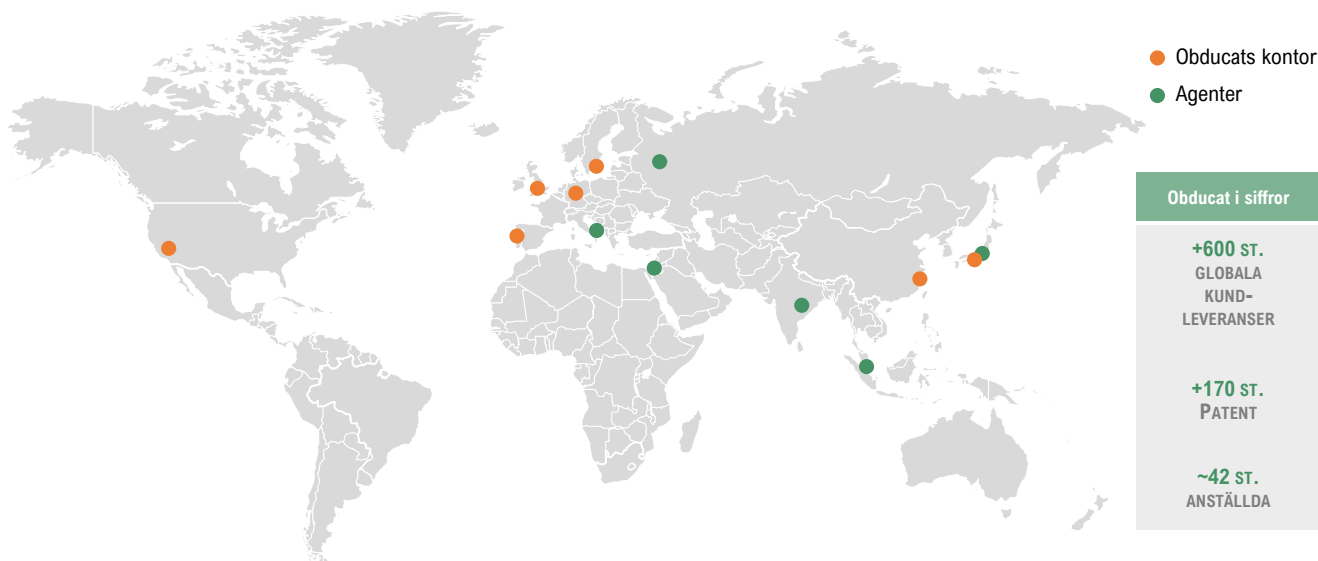 Obducats kontor
Agenter
Obducat i siffror
+600 ST.
GLOBALA
KUND-
LEVERANSER
+170 ST.
PATENT
~42 ST.
ANSTÄLLDA